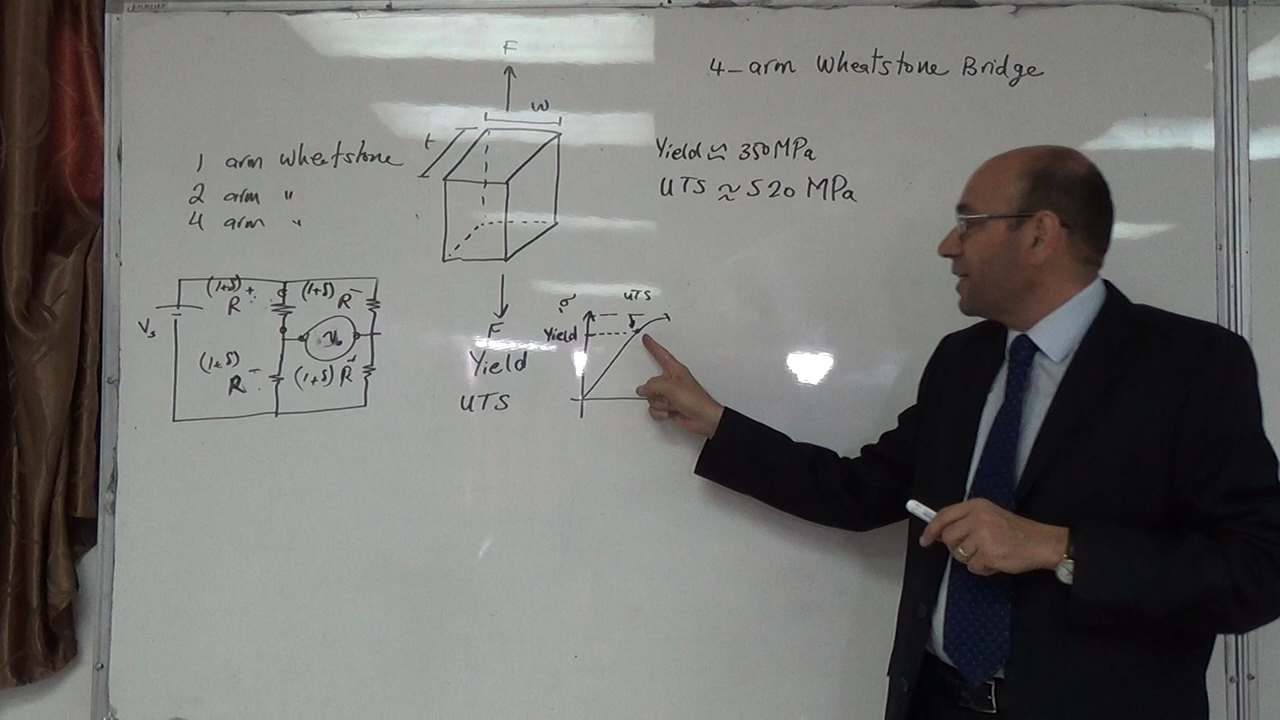 4-arm Wheatstone Bridge
F
w
t
1 arm Wheatstone
2 arm "
4 arm "
Yield ≈ 350 MPa
UTS ≈ 520 MPa
F
Yield
UTS
σ
UTS
Yield
Vs
(1+δ) R +
(1+δ) R -
(1+δ) R -
(1+δ) R +